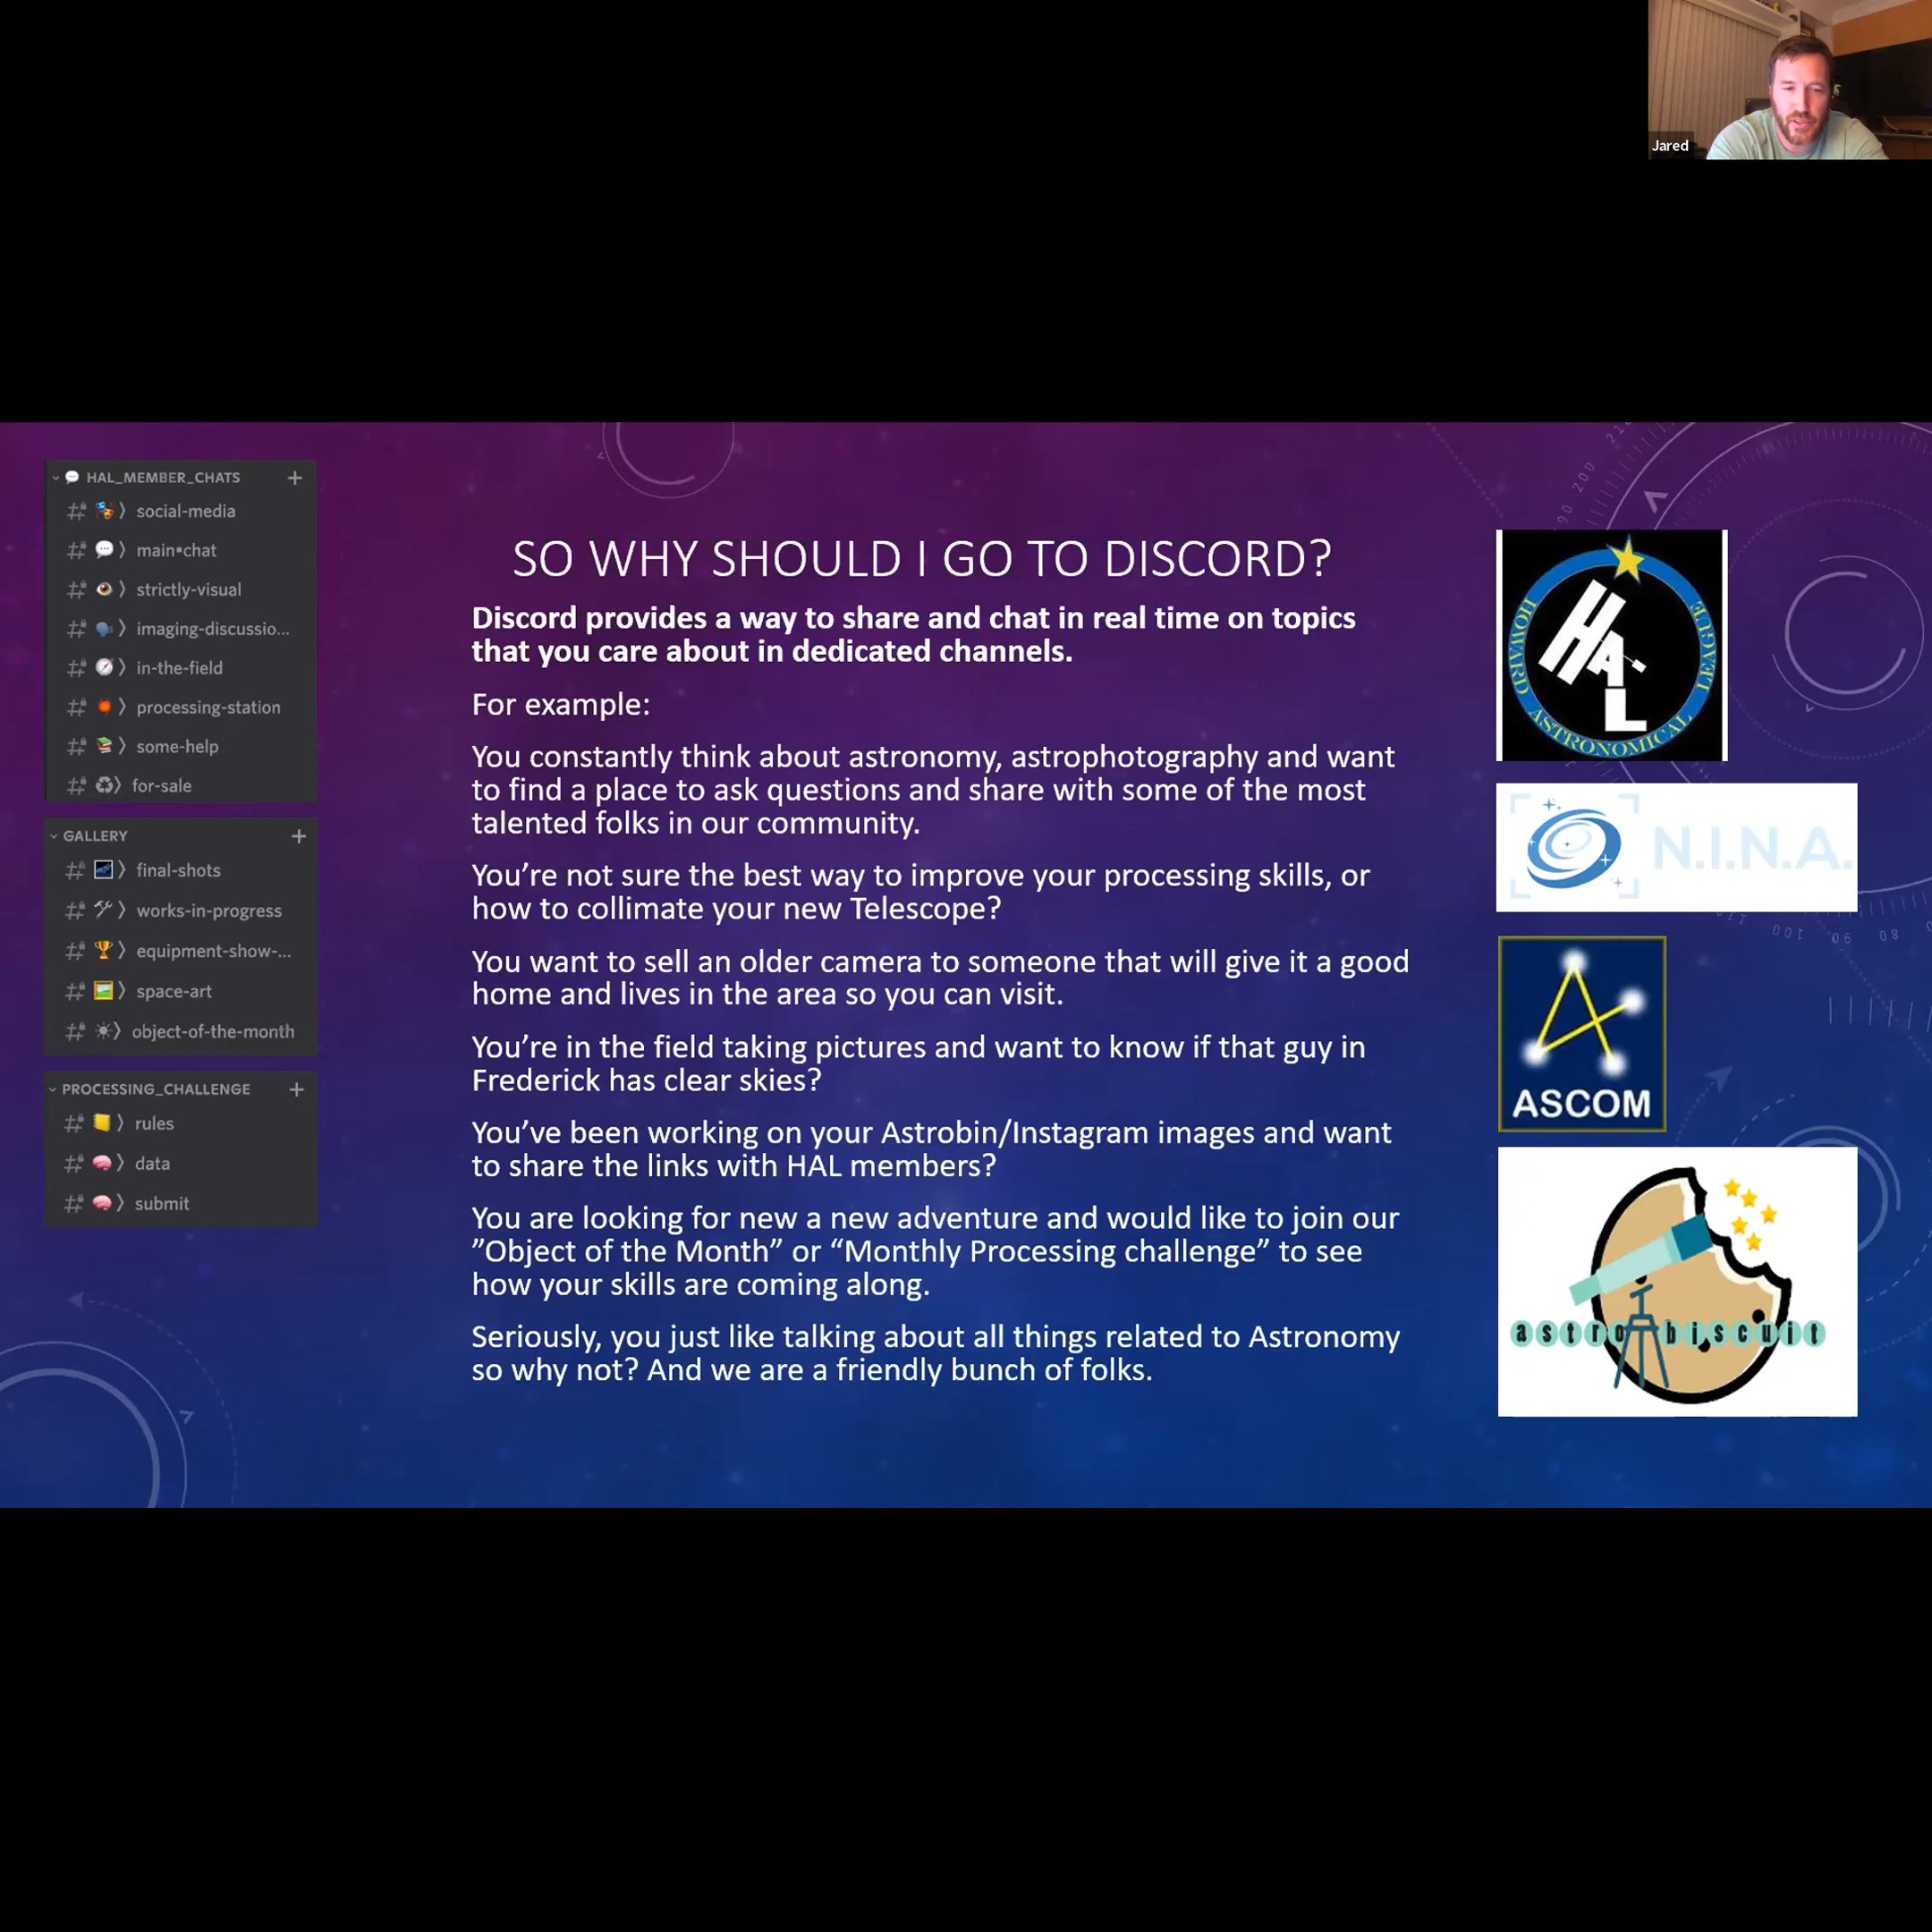 Jared
HAL_MEMBER_CHATS
social-media
main▪chat
strictly-visual
imaging-discussio...
in-the-field
processing-station
some-help
for-sale
GALLERY
final-shots
works-in-progress
equipment-show-...
space-art
object-of-the-month
PROCESSING_CHALLENGE
rules
data
submit
SO WHY SHOULD I GO TO DISCORD?
Discord provides a way to share and chat in real time on topics
that you care about in dedicated channels.
For example:
You constantly think about astronomy, astrophotography and want
to find a place to ask questions and share with some of the most
talented folks in our community.
You’re not sure the best way to improve your processing skills, or
how to collimate your new Telescope?
You want to sell an older camera to someone that will give it a good
home and lives in the area so you can visit.
You’re in the field taking pictures and want to know if that guy in
Frederick has clear skies?
You’ve been working on your Astrobin/Instagram images and want
to share the links with HAL members?
You are looking for new a new adventure and would like to join our
”Object of the Month” or “Monthly Processing challenge” to see
how your skills are coming along.
Seriously, you just like talking about all things related to Astronomy
so why not? And we are a friendly bunch of folks.
HAL
HOWARD ASTRONOMICAL LEAGUE
N.I.N.A.
ASCOM
astrobiscuit
200
100
90
80